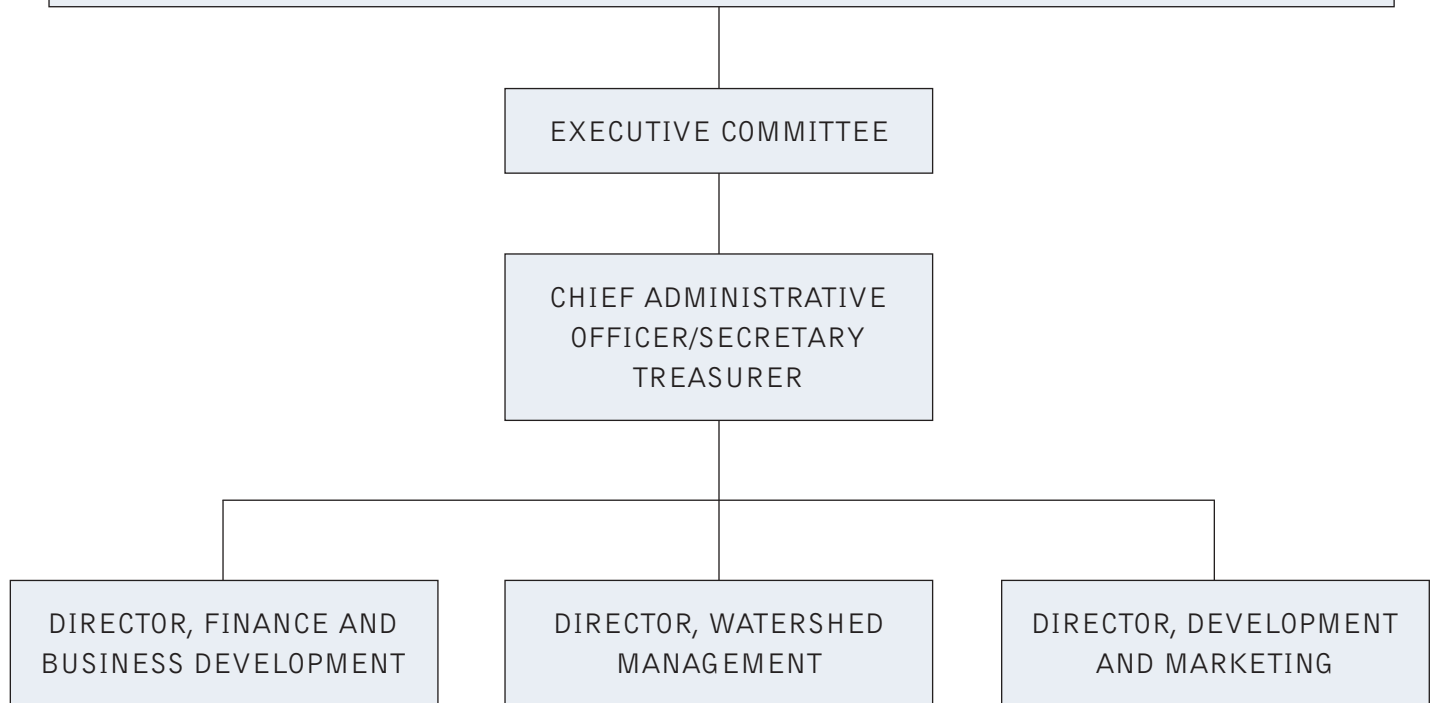 EXECUTIVE COMMITTEE
CHIEF ADMINISTRATIVE
OFFICER/SECRETARY
TREASURER
DIRECTOR, FINANCE AND
BUSINESS DEVELOPMENT
DIRECTOR, WATERSHED
MANAGEMENT
DIRECTOR, DEVELOPMENT
AND MARKETING